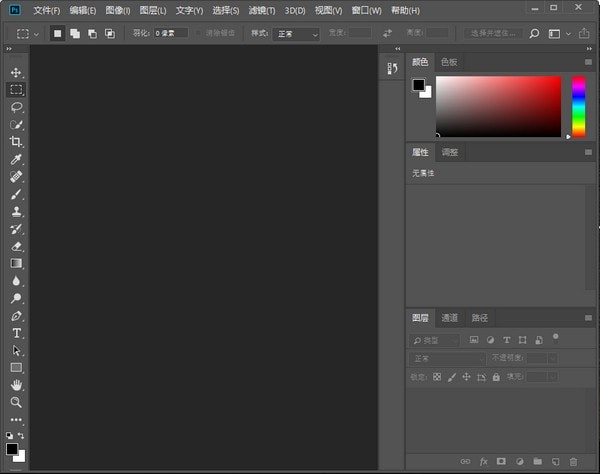 Ps 文件(F) 编辑(E) 图像(I) 图层(L) 文字(Y) 选择(S) 滤镜(T) 3D(D) 视图(V) 窗口(W) 帮助(H)
羽化: 0 像素 消除锯齿 样式: 正常 宽度: 高度: 选择并遮住...
颜色 色板
属性 调整
无属性
图层 通道 路径
类型
正常 不透明度:
锁定: 填充: